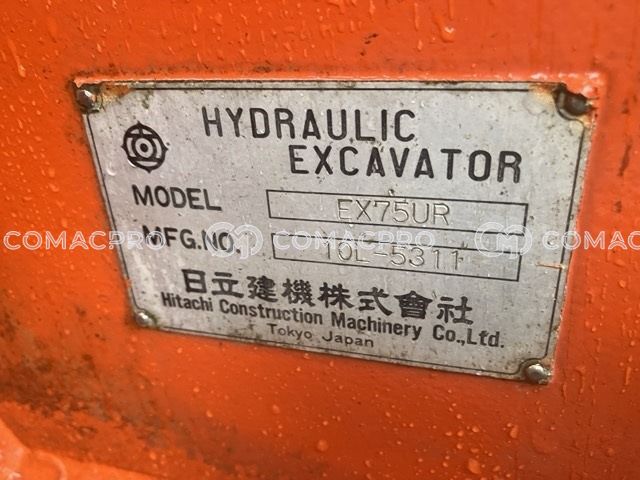 HYDRAULIC
EXCAVATOR
MODEL EX75UR
COMACPRO COMACPRO COMAC
MFG.NO. 10L-5311
日立建機株式會社
Hitachi Construction Machinery Co.,Ltd.
Tokyo Japan